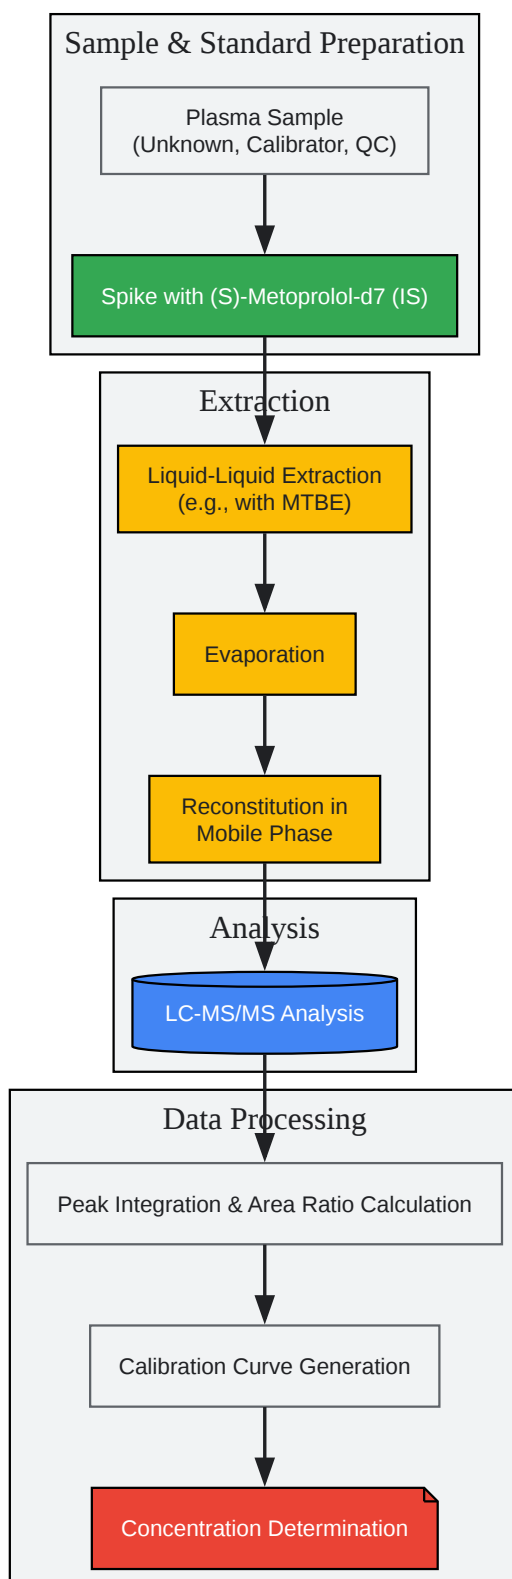 Sample & Standard Preparation
Plasma Sample
(Unknown, Calibrator, QC)
Spike with (S)-Metoprolol-d7 (IS)
Extraction
Liquid-Liquid Extraction
(e.g., with MTBE)
Evaporation
Reconstitution in
Mobile Phase
Analysis
LC-MS/MS Analysis
Data Processing
Peak Integration & Area Ratio Calculation
Calibration Curve Generation
Concentration Determination